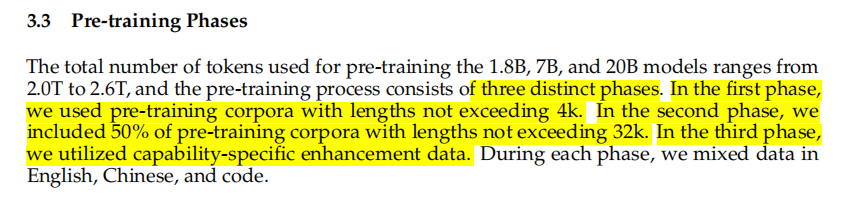 3.3 Pre-training Phases
The total number of tokens used for pre-training the 1.8B, 7B, and 20B models ranges from
2.0T to 2.6T, and the pre-training process consists of three distinct phases. In the first phase,
we used pre-training corpora with lengths not exceeding 4k. In the second phase, we
included 50% of pre-training corpora with lengths not exceeding 32k. In the third phase,
we utilized capability-specific enhancement data. During each phase, we mixed data in
English, Chinese, and code.